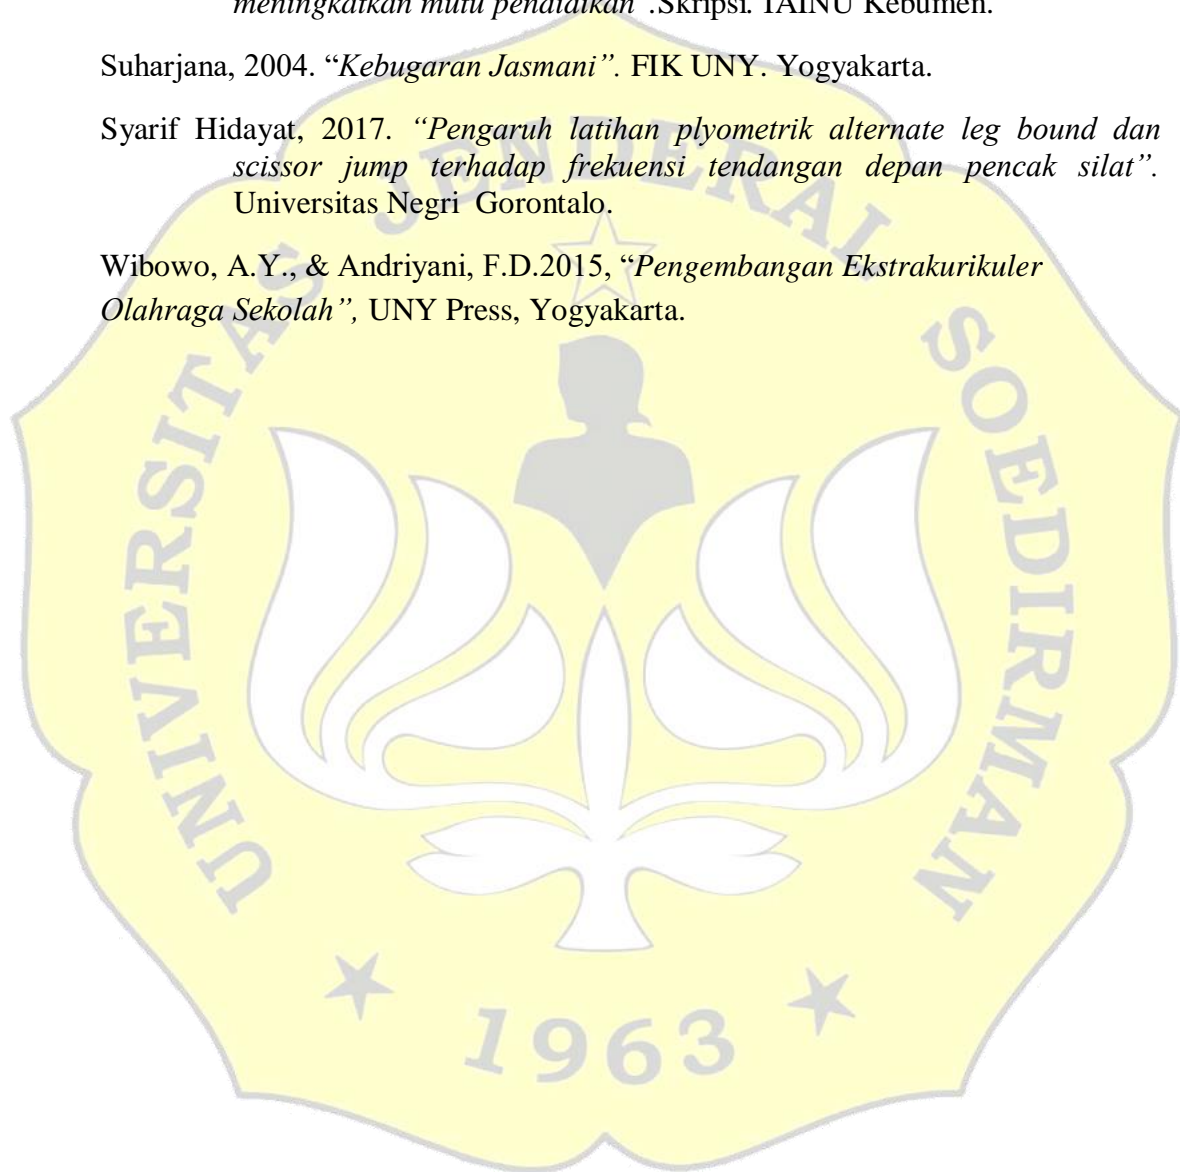 meningkatkan mutu pendidikan".Skripsi. IAINU Kebumen.
Suharjana, 2004. “Kebugaran Jasmani”. FIK UNY. Yogyakarta.
Syarif Hidayat, 2017. “Pengaruh latihan plyometrik alternate leg bound dan
scissor jump terhadap frekuensi tendangan depan pencak silat”.
Universitas Negri Gorontalo.
Wibowo, A.Y., & Andriyani, F.D.2015, “Pengembangan Ekstrakurikuler
Olahraga Sekolah”, UNY Press, Yogyakarta.
UNIVERSITAS JENDERAL SOEDIRMAN
1963